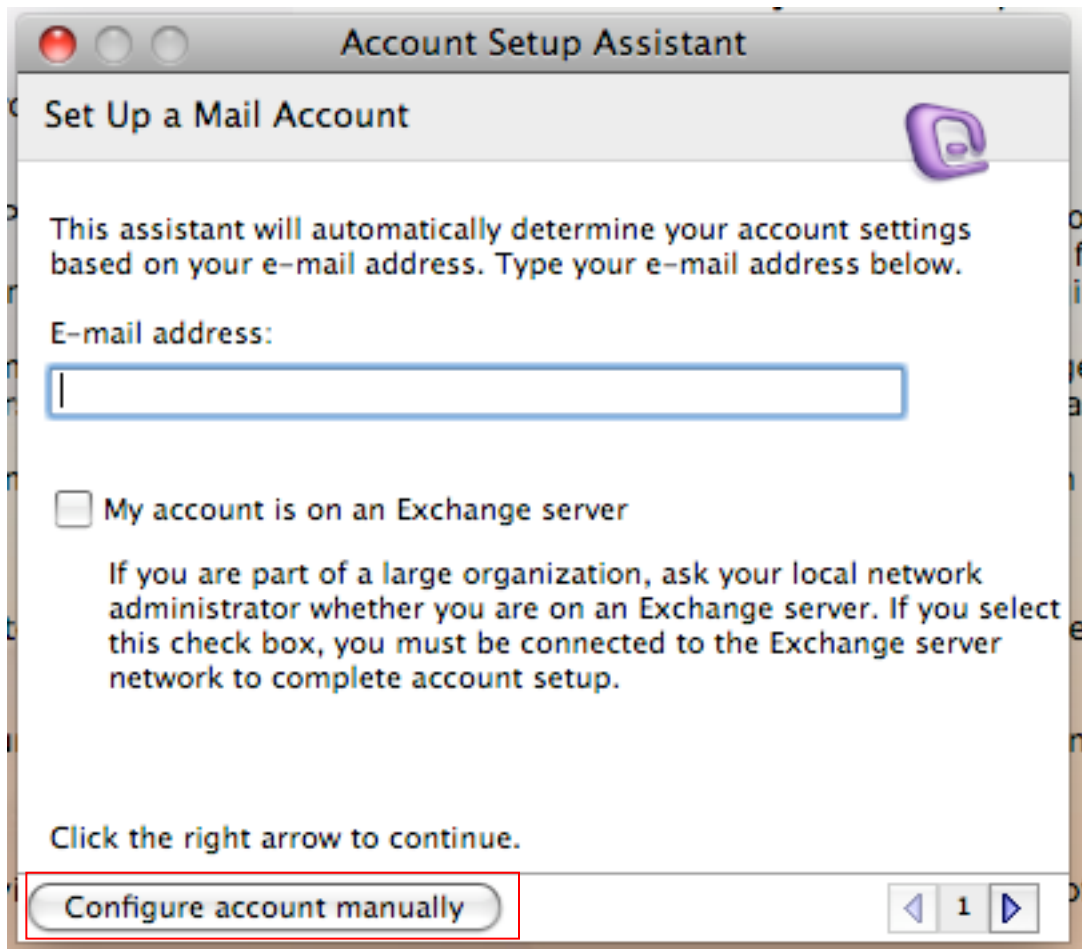 Account Setup Assistant
Set Up a Mail Account
This assistant will automatically determine your account settings
based on your e-mail address. Type your e-mail address below.
E-mail address:
My account is on an Exchange server
If you are part of a large organization, ask your local network
administrator whether you are on an Exchange server. If you select
this check box, you must be connected to the Exchange server
network to complete account setup.
Click the right arrow to continue.
Configure account manually
1